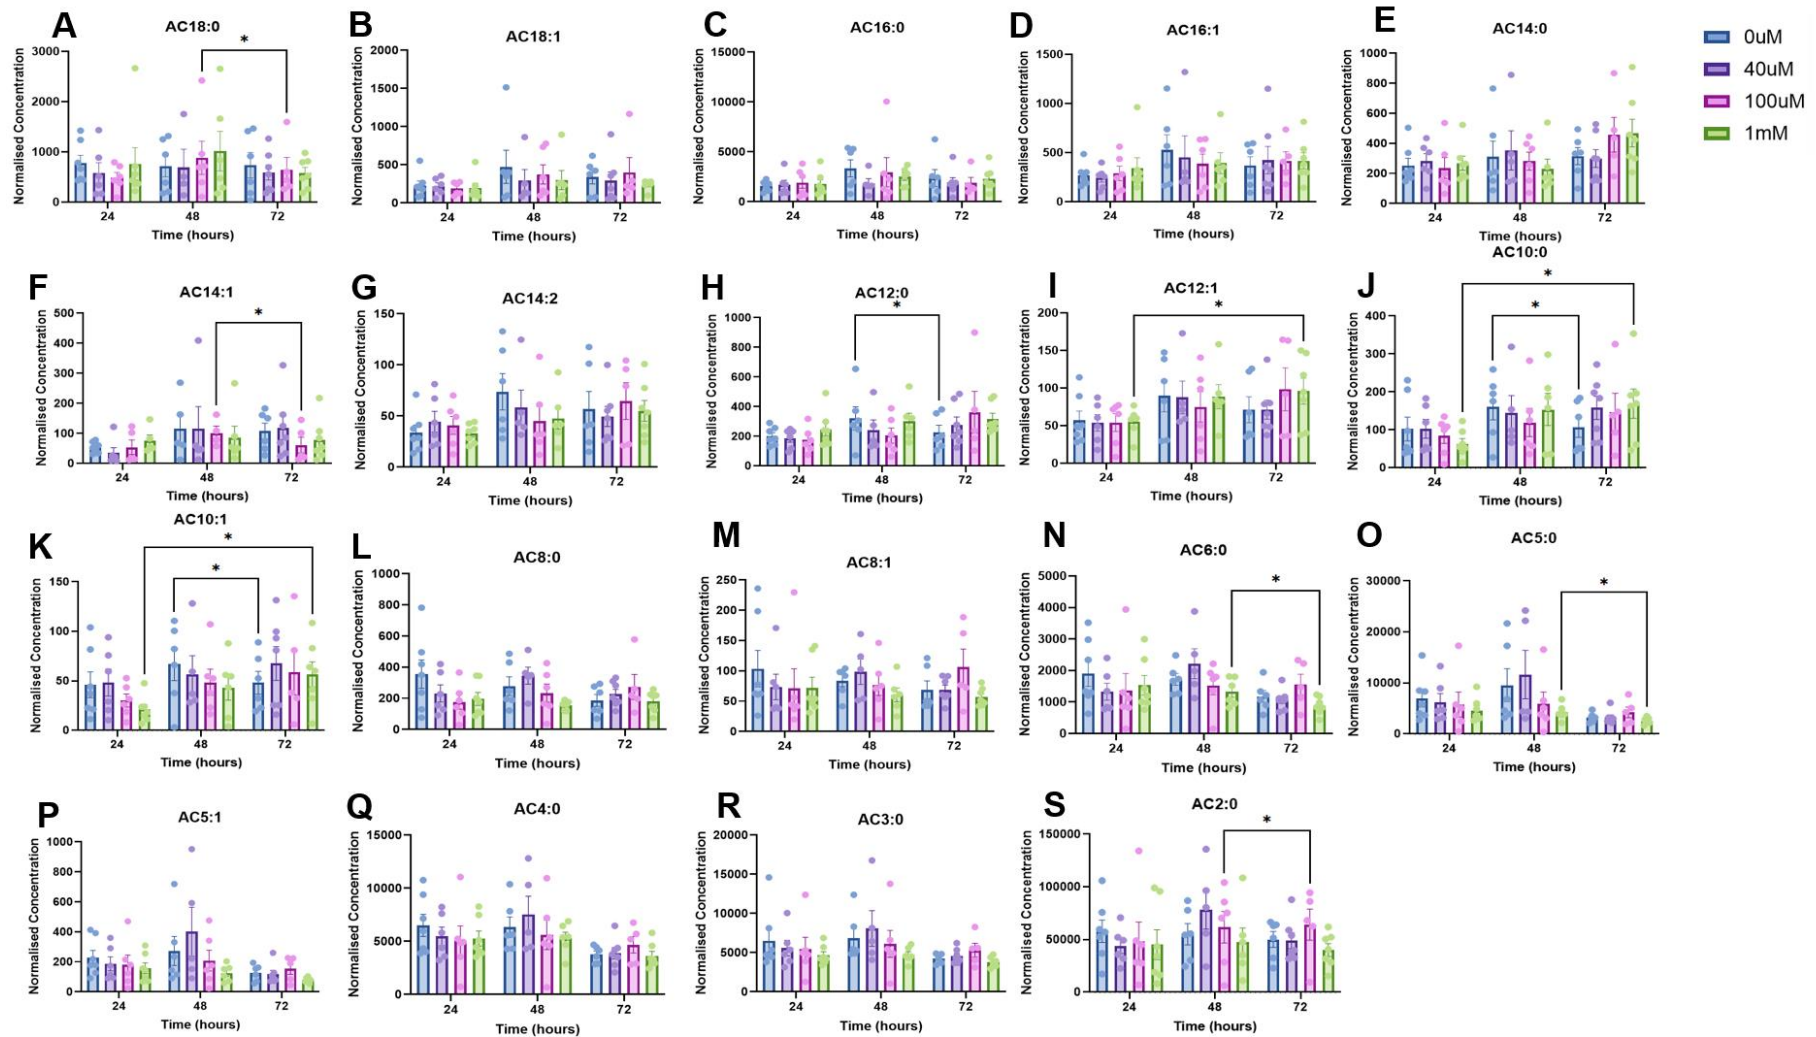 A
AC18:0
Normalised Concentration
3000
2000
1000
0
*
24
48
72
Time (hours)
B
AC18:1
Normalised Concentration
2000
1500
1000
500
0
24
48
72
Time (hours)
C
AC16:0
Normalised Concentration
15000
10000
5000
0
24
48
72
Time (hours)
D
AC16:1
Normalised Concentration
1500
1000
500
0
24
48
72
Time (hours)
E
AC14:0
Normalised Concentration
1000
800
600
400
200
0
24
48
72
Time (hours)
0uM
40uM
100uM
1mM
F
AC14:1
Normalised Concentration
500
400
300
200
100
0
*
24
48
72
Time (hours)
G
AC14:2
Normalised Concentration
150
100
50
0
24
48
72
Time (hours)
H
AC12:0
Normalised Concentration
1000
800
600
400
200
0
*
24
48
72
Time (hours)
I
AC12:1
Normalised Concentration
200
150
100
50
0
*
24
48
72
Time (hours)
J
AC10:0
Normalised Concentration
400
300
200
100
0
*
*
24
48
72
Time (hours)
K
AC10:1
Normalised Concentration
150
100
50
0
*
*
24
48
72
Time (hours)
L
AC8:0
Normalised Concentration
1000
800
600
400
200
0
24
48
72
Time (hours)
M
AC8:1
Normalised Concentration
250
200
150
100
50
0
24
48
72
Time (hours)
N
AC6:0
Normalised Concentration
5000
4000
3000
2000
1000
0
*
24
48
72
Time (hours)
O
AC5:0
Normalised Concentration
30000
20000
10000
0
*
24
48
72
Time (hours)
P
AC5:1
Normalised Concentration
1000
800
600
400
200
0
24
48
72
Time (hours)
Q
AC4:0
Normalised Concentration
15000
10000
5000
0
24
48
72
Time (hours)
R
AC3:0
Normalised Concentration
20000
15000
10000
5000
0
24
48
72
Time (hours)
S
AC2:0
Normalised Concentration
150000
100000
50000
0
*
24
48
72
Time (hours)